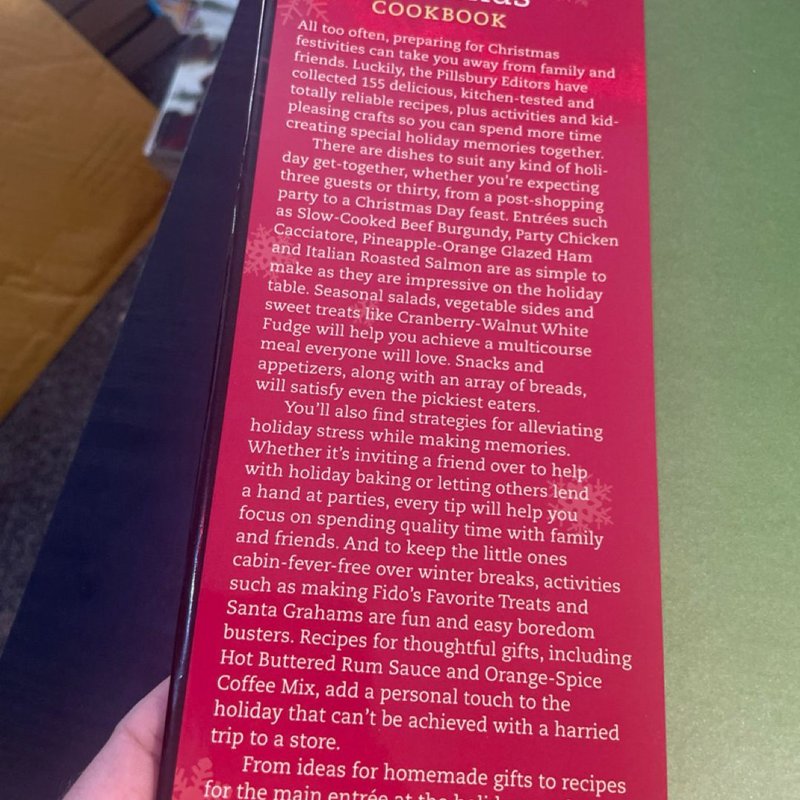 COOKBOOK
All too often, preparing for Christmas
festivities can take you away from family and
friends. Luckily, the Pillsbury Editors have
collected 155 delicious, kitchen-tested and
totally reliable recipes, plus activities and kid-
pleasing crafts so you can spend more time
creating special holiday memories together.
There are dishes to suit any kind of holi-
day get-together, whether you're expecting
three guests or thirty, from a post-shopping
party to a Christmas Day feast. Entrées such
as Slow-Cooked Beef Burgundy, Party Chicken
Cacciatore, Pineapple-Orange Glazed Ham
and Italian Roasted Salmon are as simple to
make as they are impressive on the holiday
table. Seasonal salads, vegetable sides and
sweet treats like Cranberry-Walnut White
Fudge will help you achieve a multicourse
meal everyone will love. Snacks and
appetizers, along with an array of breads,
will satisfy even the pickiest eaters.
You'll also find strategies for alleviating
holiday stress while making memories.
Whether it's inviting a friend over to help
with holiday baking or letting others lend
a hand at parties, every tip will help you
focus on spending quality time with family
and friends. And to keep the little ones
cabin-fever-free over winter breaks, activities
such as making Fido's Favorite Treats and
Santa Grahams are fun and easy boredom
busters. Recipes for thoughtful gifts, including
Hot Buttered Rum Sauce and Orange-Spice
Coffee Mix, add a personal touch to the
holiday that can't be achieved with a harried
trip to a store.
From ideas for homemade gifts to recipes
for the main entrée at the